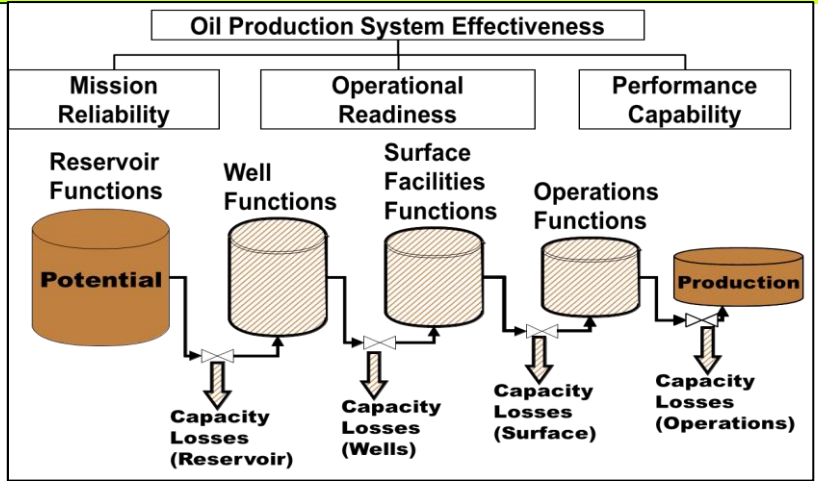 Oil Production System Effectiveness
Mission
Reliability
Operational
Readiness
Performance
Capability
Reservoir
Functions
Well
Functions
Surface
Facilities
Functions
Operations
Functions
Potential
Production
Capacity
Losses
(Reservoir)
Capacity
Losses
(Wells)
Capacity
Losses
(Surface)
Capacity
Losses
(Operations)